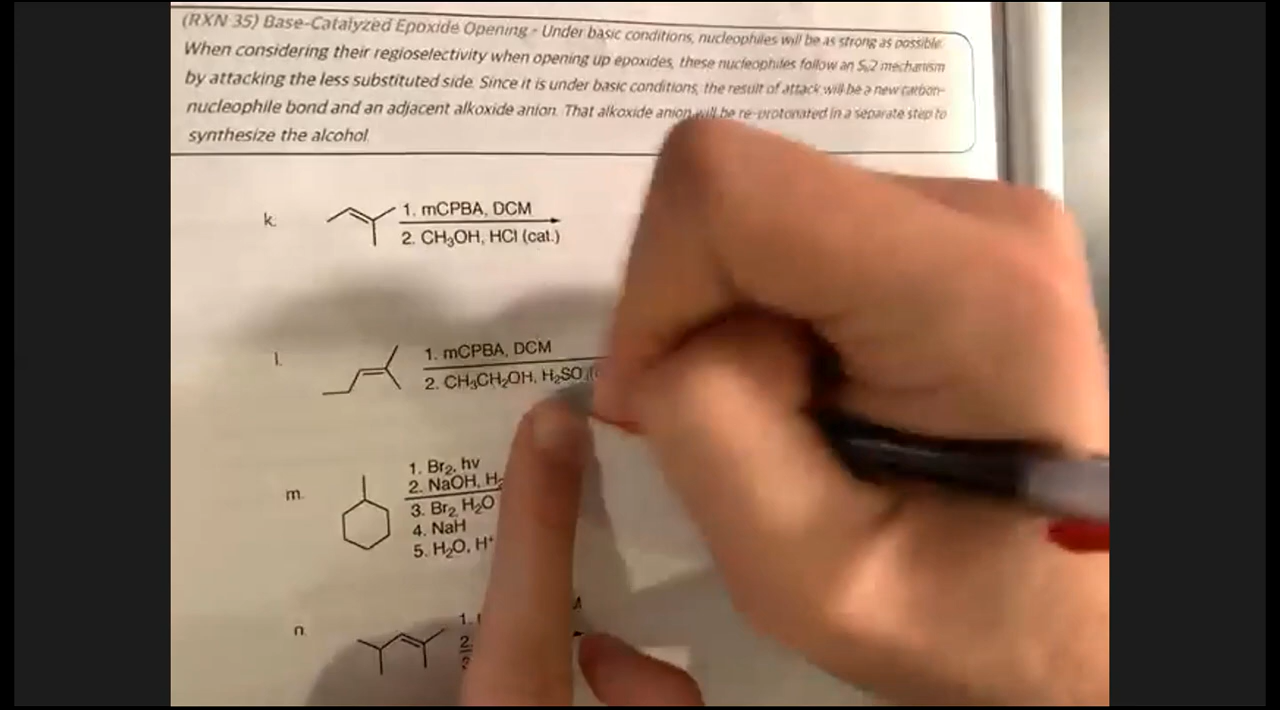 (RXN 35) Base-Catalyzed Epoxide Opening - Under basic conditions, nucleophiles will be as strong as possible.
When considering their regioselectivity when opening up epoxides, these nucleophiles follow an SN2 mechanism
by attacking the less substituted side. Since it is under basic conditions, the result of attack will be a new carbon-
nucleophile bond and an adjacent alkoxide anion. That alkoxide anion will be re-protonated in a separate step to
synthesize the alcohol.
k.
1. mCPBA, DCM
2. CH3OH, HCl (cat.)
l.
1. mCPBA, DCM
2. CH3CH2OH, H2SO
m.
1. Br2, hv
2. NaOH,
3. Br2, H2O
4. NaH
5. H2O, H+
n.
1.
2.